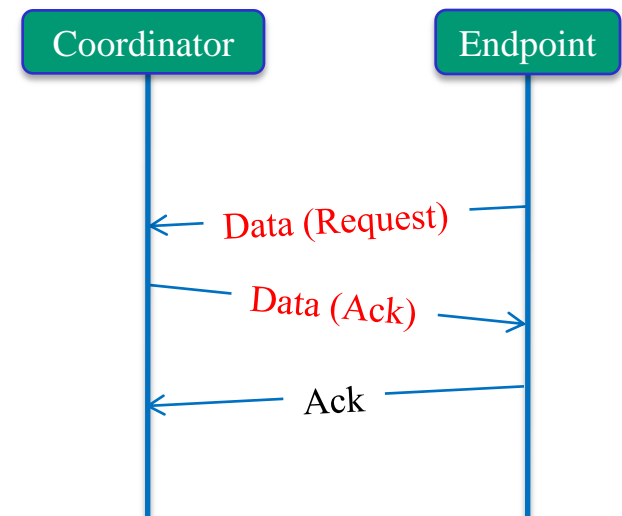 Coordinator
Endpoint
Data (Request)
Data (Ack)
Ack